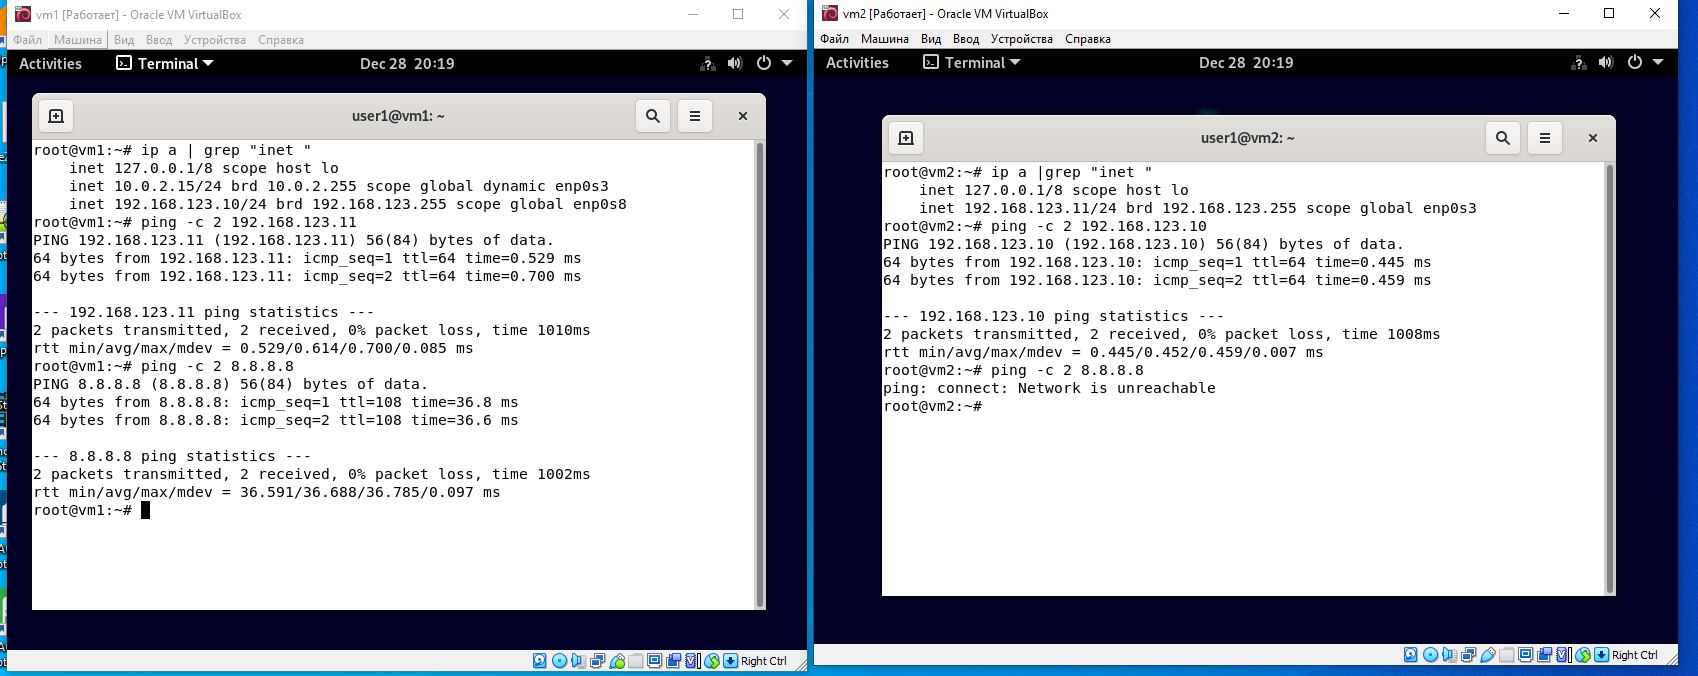 vm1 [Работает] - Oracle VM VirtualBox
Файл Машина Вид Ввод Устройства Справка
Activities Terminal Dec 28 20:19
user1@vm1: ~
root@vm1:~# ip a | grep "inet "
    inet 127.0.0.1/8 scope host lo
    inet 10.0.2.15/24 brd 10.0.2.255 scope global dynamic enp0s3
    inet 192.168.123.10/24 brd 192.168.123.255 scope global enp0s8
root@vm1:~# ping -c 2 192.168.123.11
PING 192.168.123.11 (192.168.123.11) 56(84) bytes of data.
64 bytes from 192.168.123.11: icmp_seq=1 ttl=64 time=0.529 ms
64 bytes from 192.168.123.11: icmp_seq=2 ttl=64 time=0.700 ms
--- 192.168.123.11 ping statistics ---
2 packets transmitted, 2 received, 0% packet loss, time 1010ms
rtt min/avg/max/mdev = 0.529/0.614/0.700/0.085 ms
root@vm1:~# ping -c 2 8.8.8.8
PING 8.8.8.8 (8.8.8.8) 56(84) bytes of data.
64 bytes from 8.8.8.8: icmp_seq=1 ttl=108 time=36.8 ms
64 bytes from 8.8.8.8: icmp_seq=2 ttl=108 time=36.6 ms
--- 8.8.8.8 ping statistics ---
2 packets transmitted, 2 received, 0% packet loss, time 1002ms
rtt min/avg/max/mdev = 36.591/36.688/36.785/0.097 ms
root@vm1:~#
Right Ctrl
vm2 [Работает] - Oracle VM VirtualBox
Файл Машина Вид Ввод Устройства Справка
Activities Terminal Dec 28 20:19
user1@vm2: ~
root@vm2:~# ip a |grep "inet "
    inet 127.0.0.1/8 scope host lo
    inet 192.168.123.11/24 brd 192.168.123.255 scope global enp0s3
root@vm2:~# ping -c 2 192.168.123.10
PING 192.168.123.10 (192.168.123.10) 56(84) bytes of data.
64 bytes from 192.168.123.10: icmp_seq=1 ttl=64 time=0.445 ms
64 bytes from 192.168.123.10: icmp_seq=2 ttl=64 time=0.459 ms
--- 192.168.123.10 ping statistics ---
2 packets transmitted, 2 received, 0% packet loss, time 1008ms
rtt min/avg/max/mdev = 0.445/0.452/0.459/0.007 ms
root@vm2:~# ping -c 2 8.8.8.8
ping: connect: Network is unreachable
root@vm2:~#
Right Ctrl